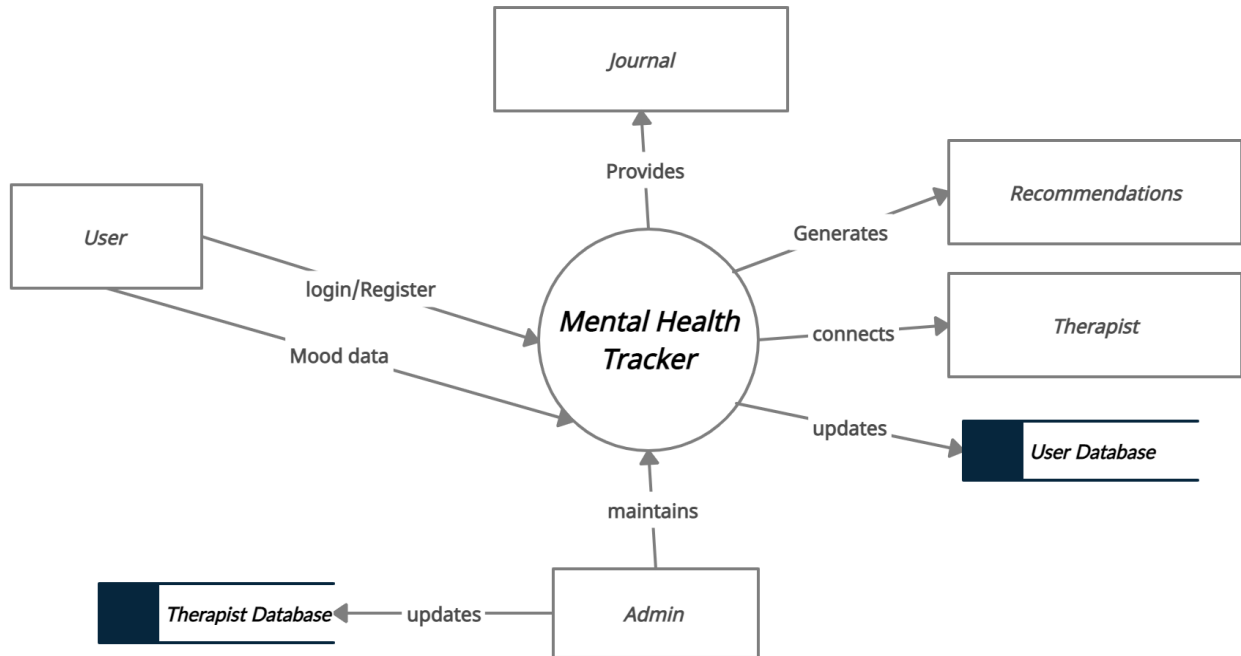 Journal
Provides
User
Recommendations
Generates
login/Register
Mental Health
Tracker
connects
Therapist
Mood data
updates
User Database
maintains
Therapist Database
updates
Admin